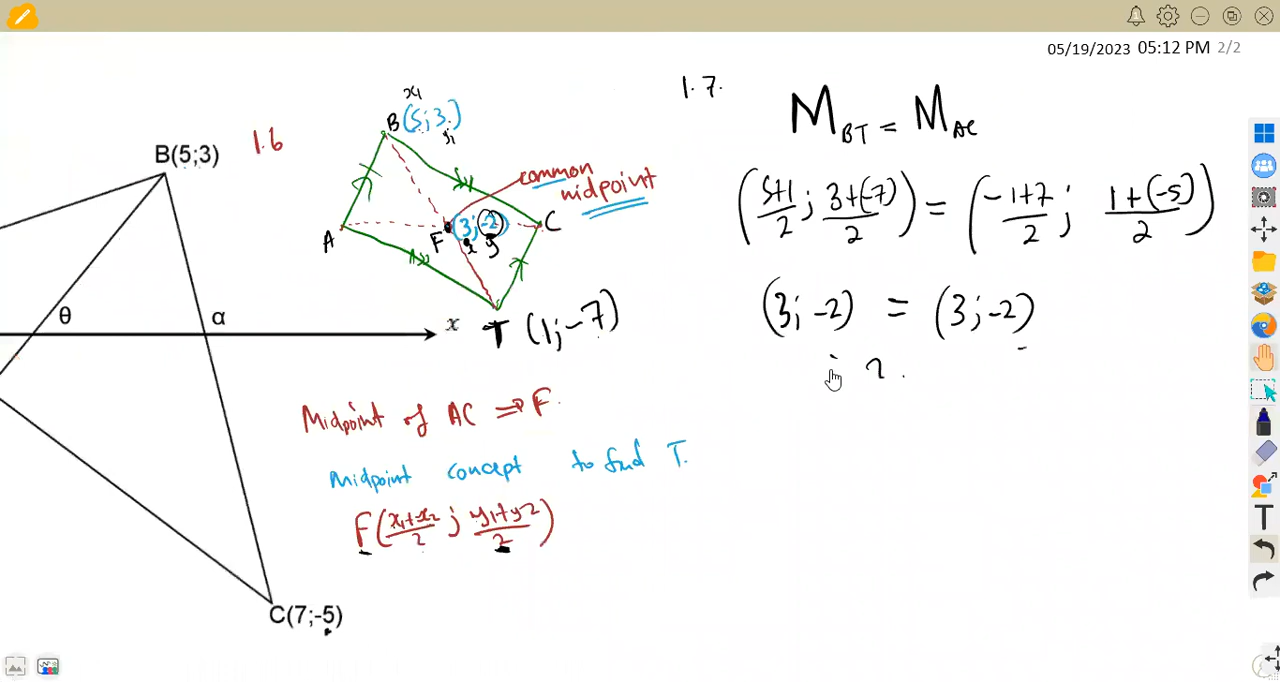 05/19/2023 05:12 PM 2/2
B(5;3)
θ
α
x
C(7;-5)
1.6
x₁
B(5;3)
y₁
common
midpoint
A
F(3;-2)
x y
C
T (1;-7)
Midpoint of AC ⇒ F.
Midpoint concept to find T.
F(x₁+x₂/2 ; y₁+y₂/2)
1.7.
M_BT = M_AC
(5+1/2 ; 3+(-7)/2) = (-1+7/2 ; 1+(-5)/2)
(3;-2) = (3;-2)
T